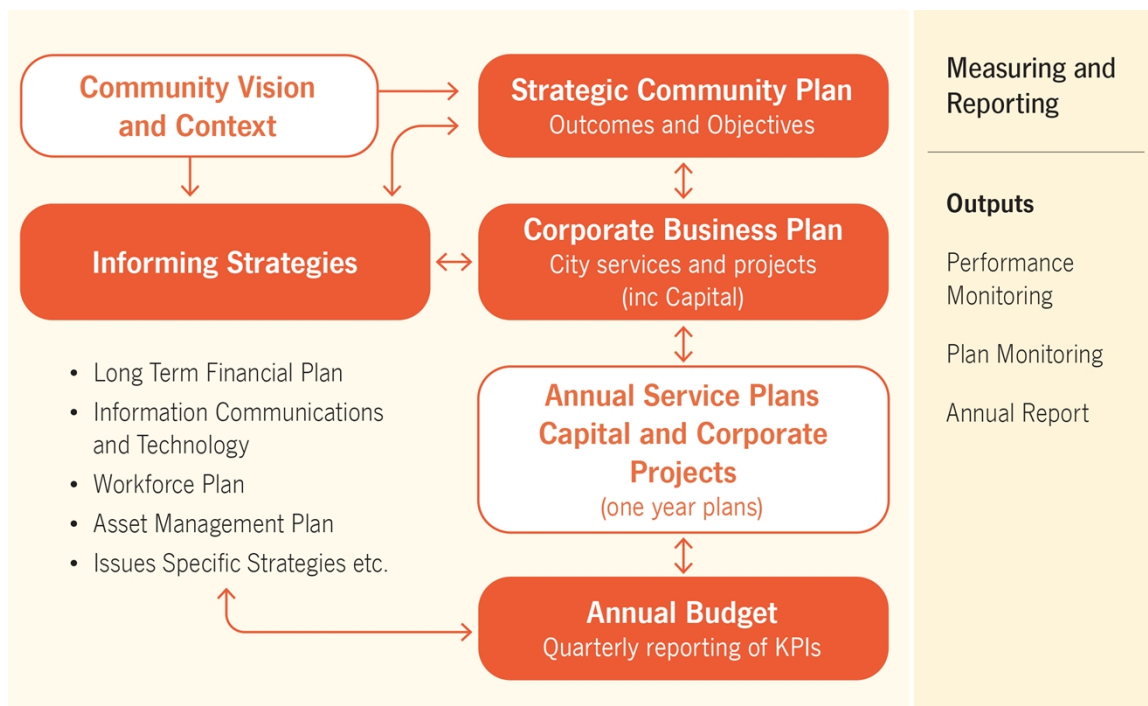 Community Vision
and Context
Strategic Community Plan
Outcomes and Objectives
Informing Strategies
Corporate Business Plan
City services and projects
(inc Capital)
• Long Term Financial Plan
• Information Communications
and Technology
• Workforce Plan
• Asset Management Plan
• Issues Specific Strategies etc.
Annual Service Plans
Capital and Corporate
Projects
(one year plans)
Annual Budget
Quarterly reporting of KPIs
Measuring and
Reporting
Outputs
Performance
Monitoring
Plan Monitoring
Annual Report